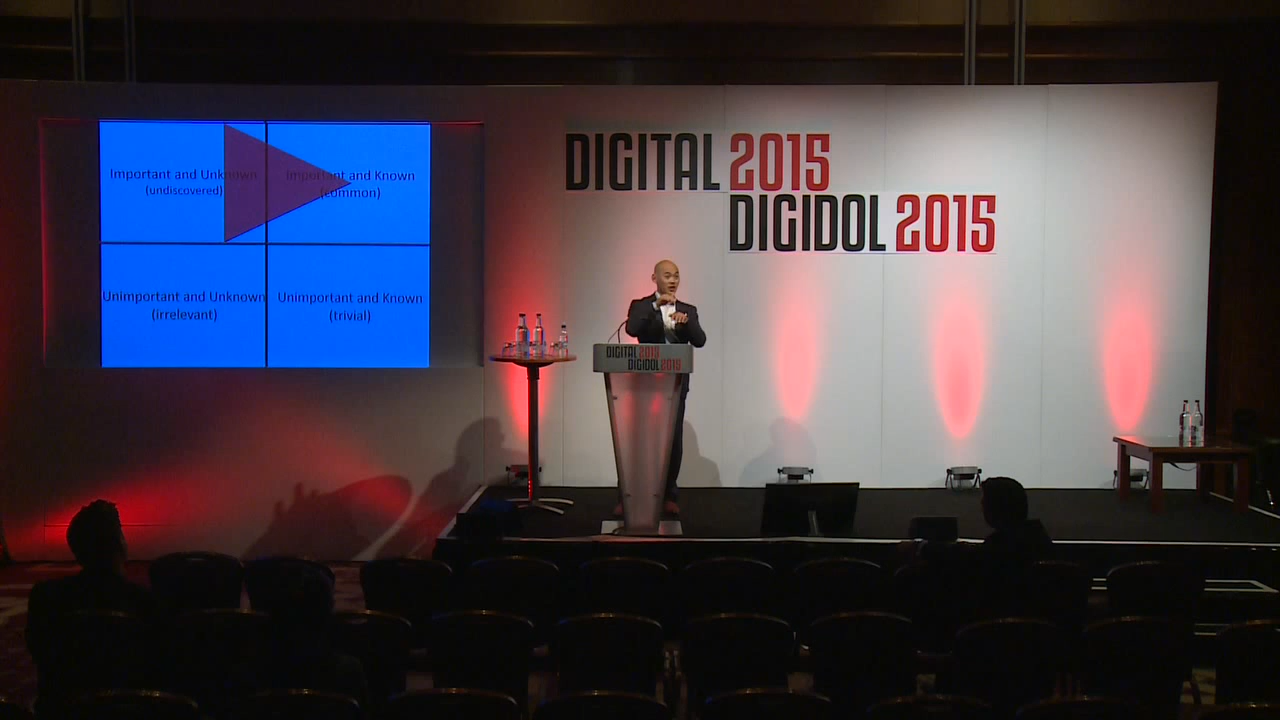 Important and Unknown
(undiscovered)
Important and Known
(common)
Unimportant and Unknown
(irrelevant)
Unimportant and Known
(trivial)
DIGITAL 2015
DIGIDOL 2015
DIGITAL 2015
DIGIDOL 2015